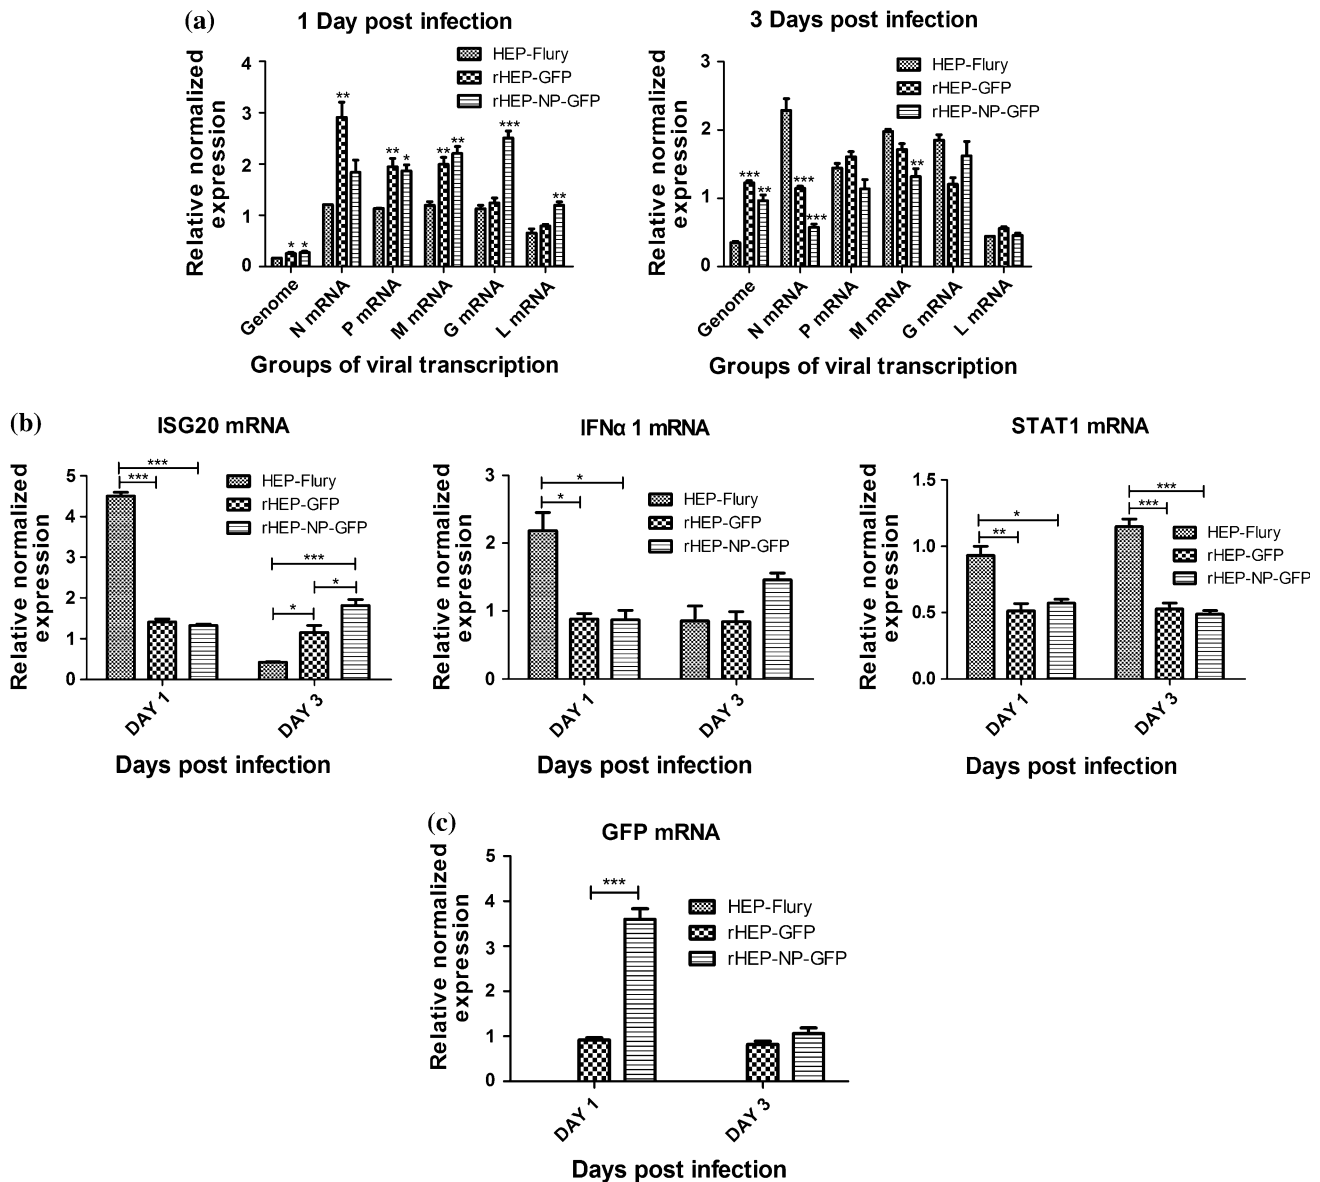 (a)
1 Day post infection
Relative normalized
expression
4
3
2
1
0
HEP-Flury
rHEP-GFP
rHEP-NP-GFP
* *
**
** *
** **
***
**
Genome
N mRNA
P mRNA
M mRNA
G mRNA
L mRNA
Groups of viral transcription
3 Days post infection
Relative normalized
expression
3
2
1
0
HEP-Flury
rHEP-GFP
rHEP-NP-GFP
*** **
*** ***
**
Genome
N mRNA
P mRNA
M mRNA
G mRNA
L mRNA
Groups of viral transcription
(b)
ISG20 mRNA
Relative normalized
expression
5
4
3
2
1
0
***
***
HEP-Flury
rHEP-GFP
rHEP-NP-GFP
***
*
*
DAY 1
DAY 3
Days post infection
IFNα 1 mRNA
Relative normalized
expression
3
2
1
0
*
*
HEP-Flury
rHEP-GFP
rHEP-NP-GFP
DAY 1
DAY 3
Days post infection
STAT1 mRNA
Relative normalized
expression
1.5
1.0
0.5
0.0
*
**
***
***
HEP-Flury
rHEP-GFP
rHEP-NP-GFP
DAY 1
DAY 3
Days post infection
(c)
GFP mRNA
Relative normalized
expression
5
4
3
2
1
0
***
HEP-Flury
rHEP-GFP
rHEP-NP-GFP
DAY 1
DAY 3
Days post infection